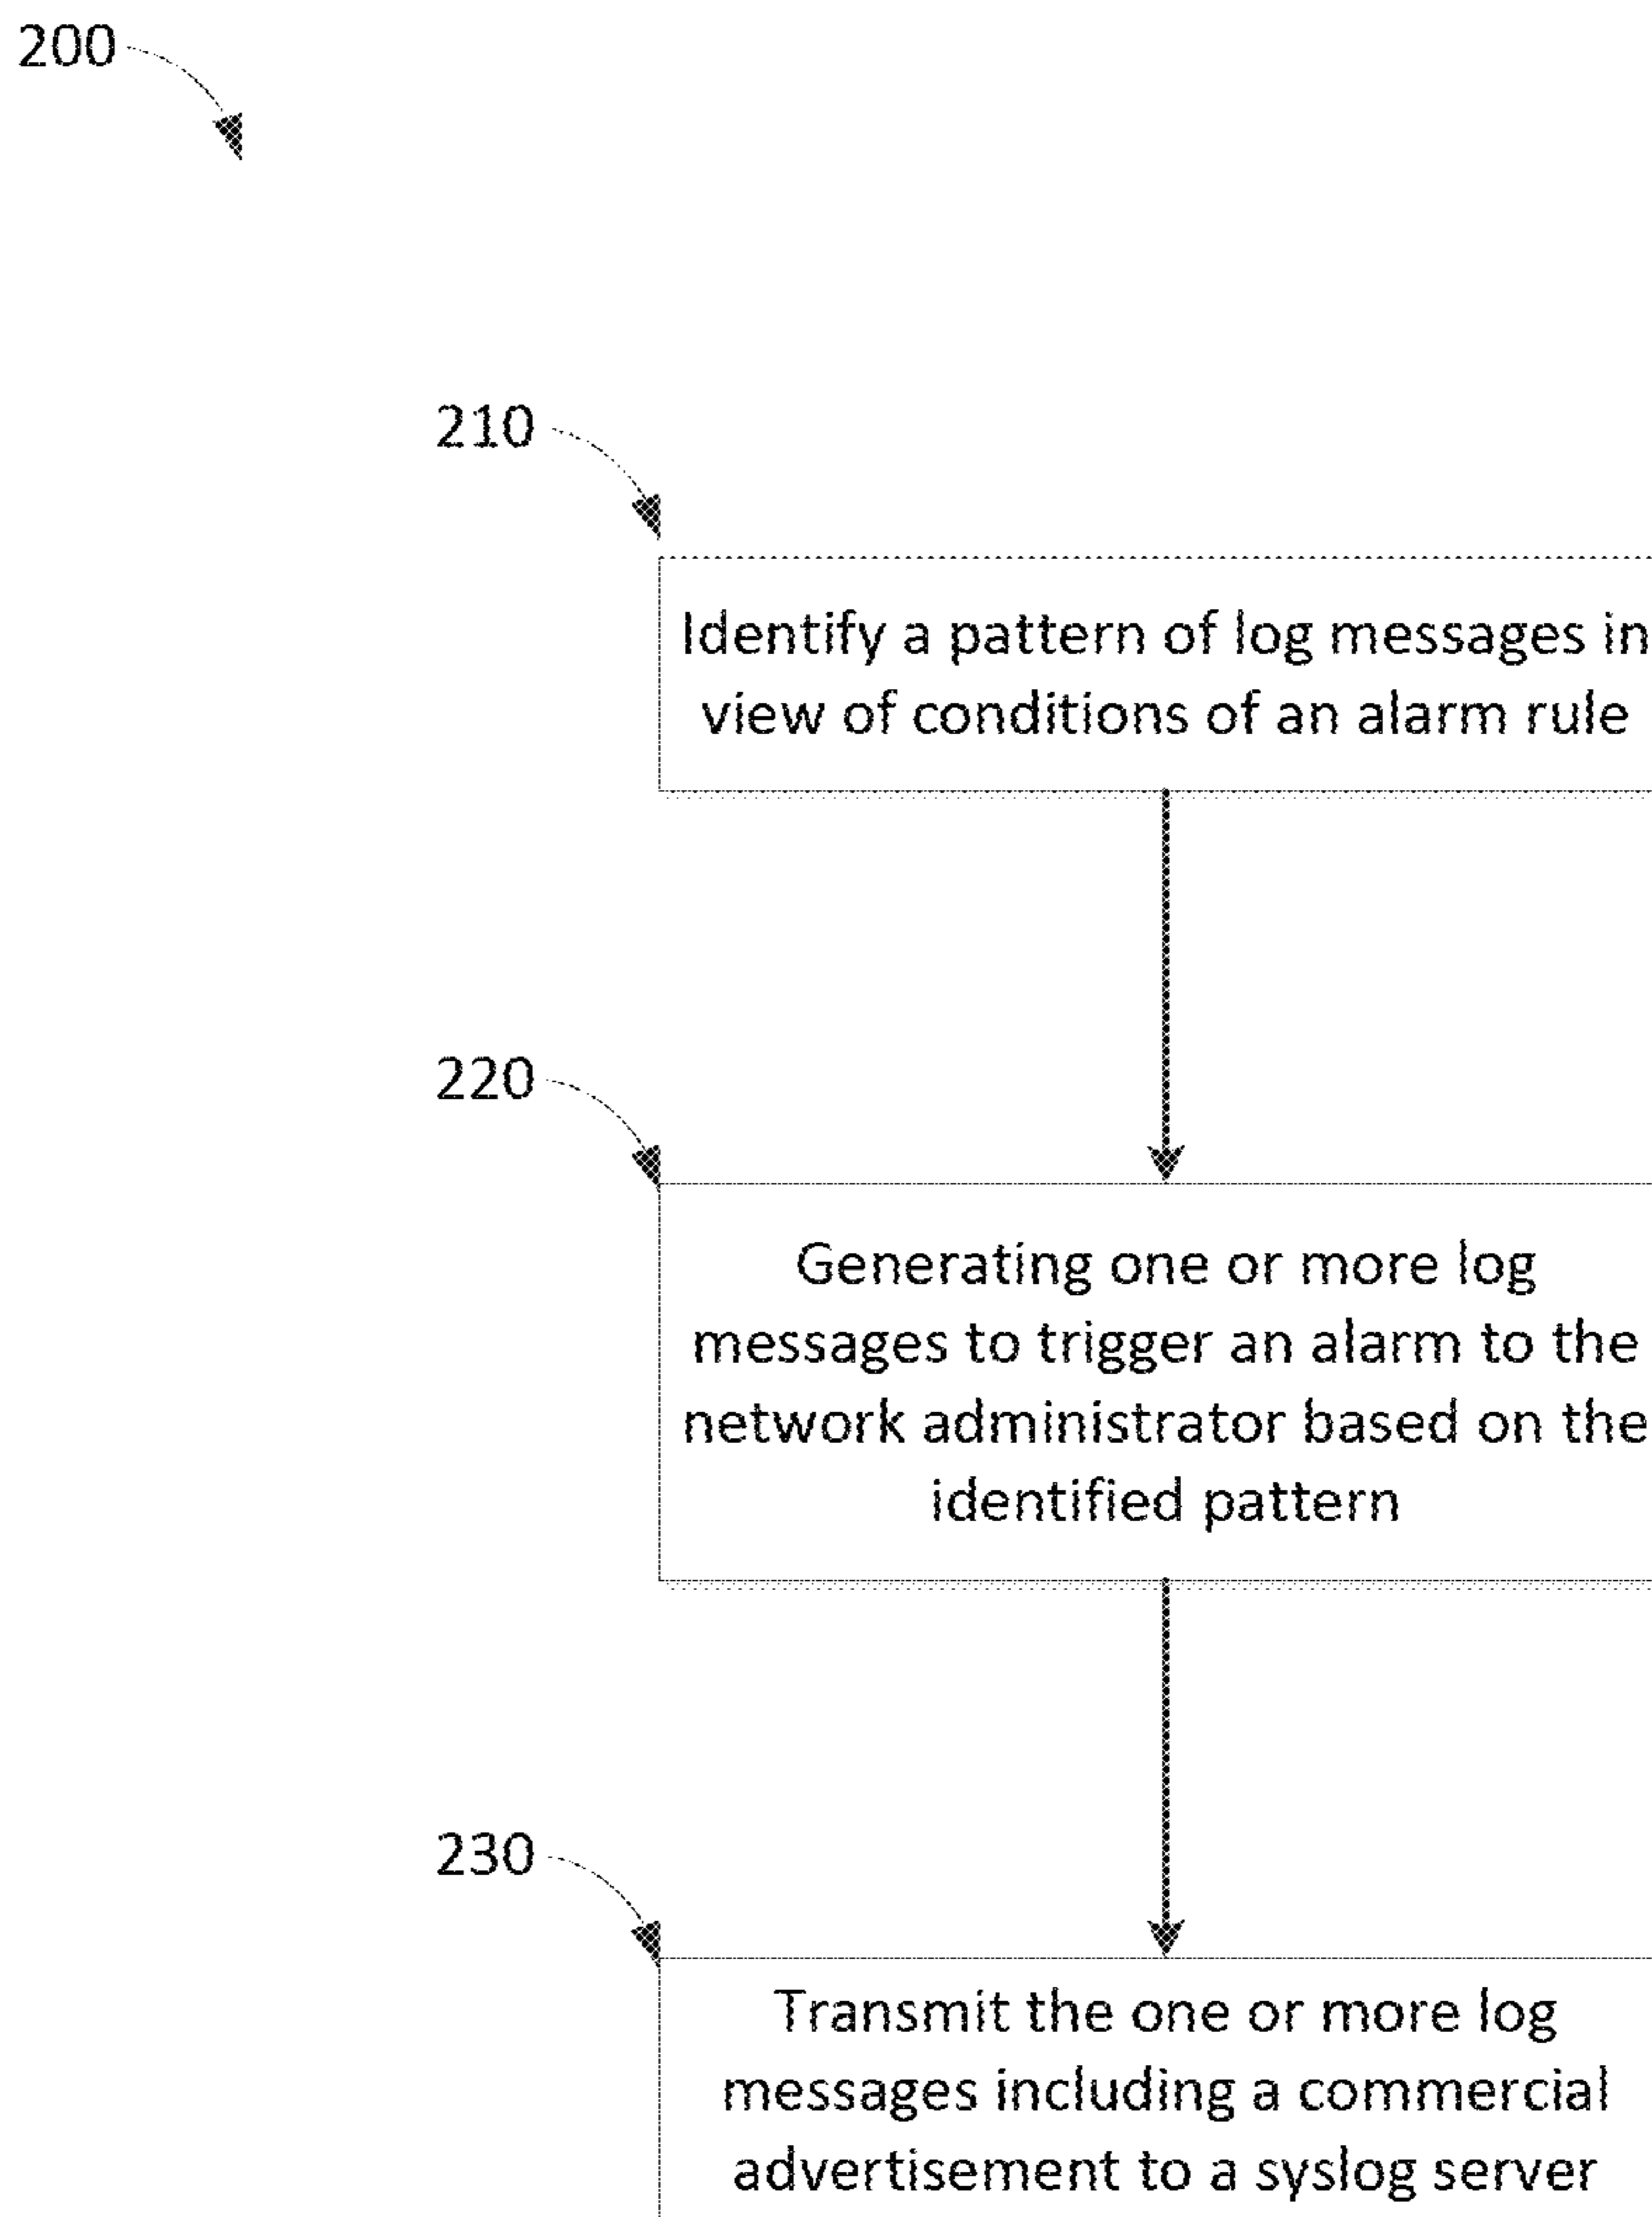 200
210
Identify a pattern of log messages in
view of conditions of an alarm rule
220
Generating one or more log
messages to trigger an alarm to the
network administrator based on the
identified pattern
230
Transmit the one or more log
messages including a commercial
advertisement to a syslog server